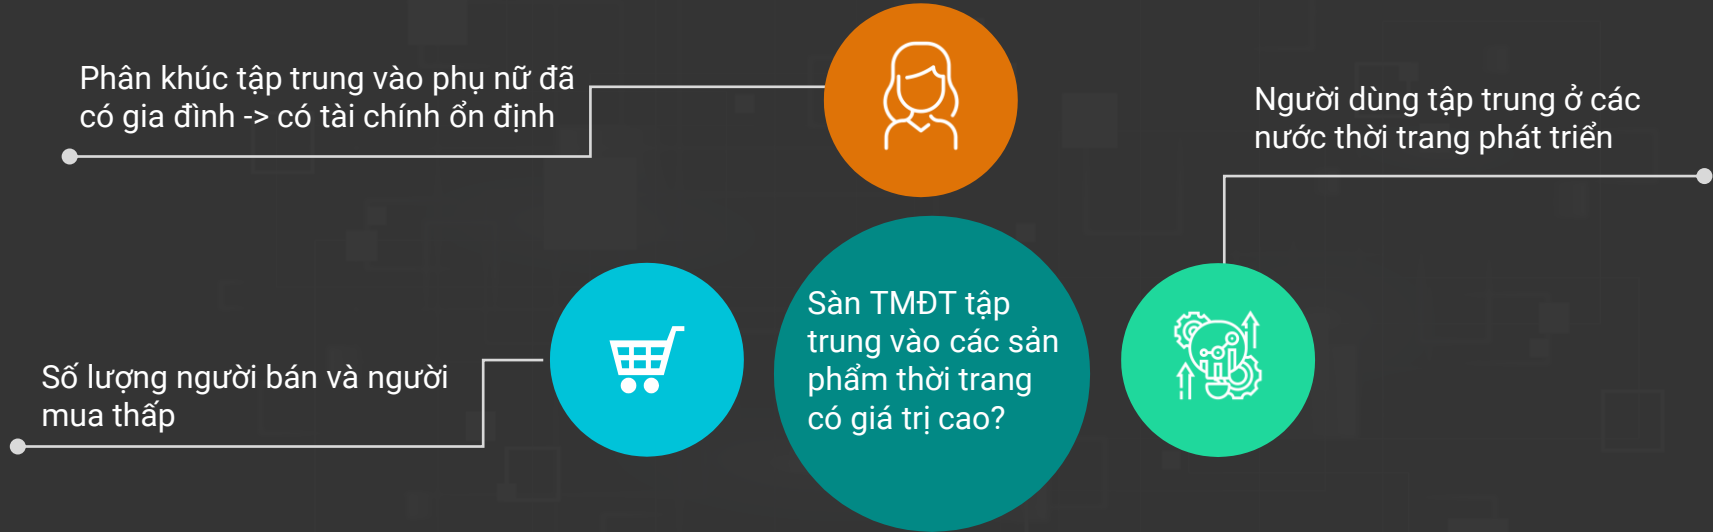 Phân khúc tập trung vào phụ nữ đã
có gia đình -> có tài chính ổn định
Người dùng tập trung ở các
nước thời trang phát triển
Số lượng người bán và người
mua thấp
Sàn TMĐT tập
trung vào các sản
phẩm thời trang
có giá trị cao?